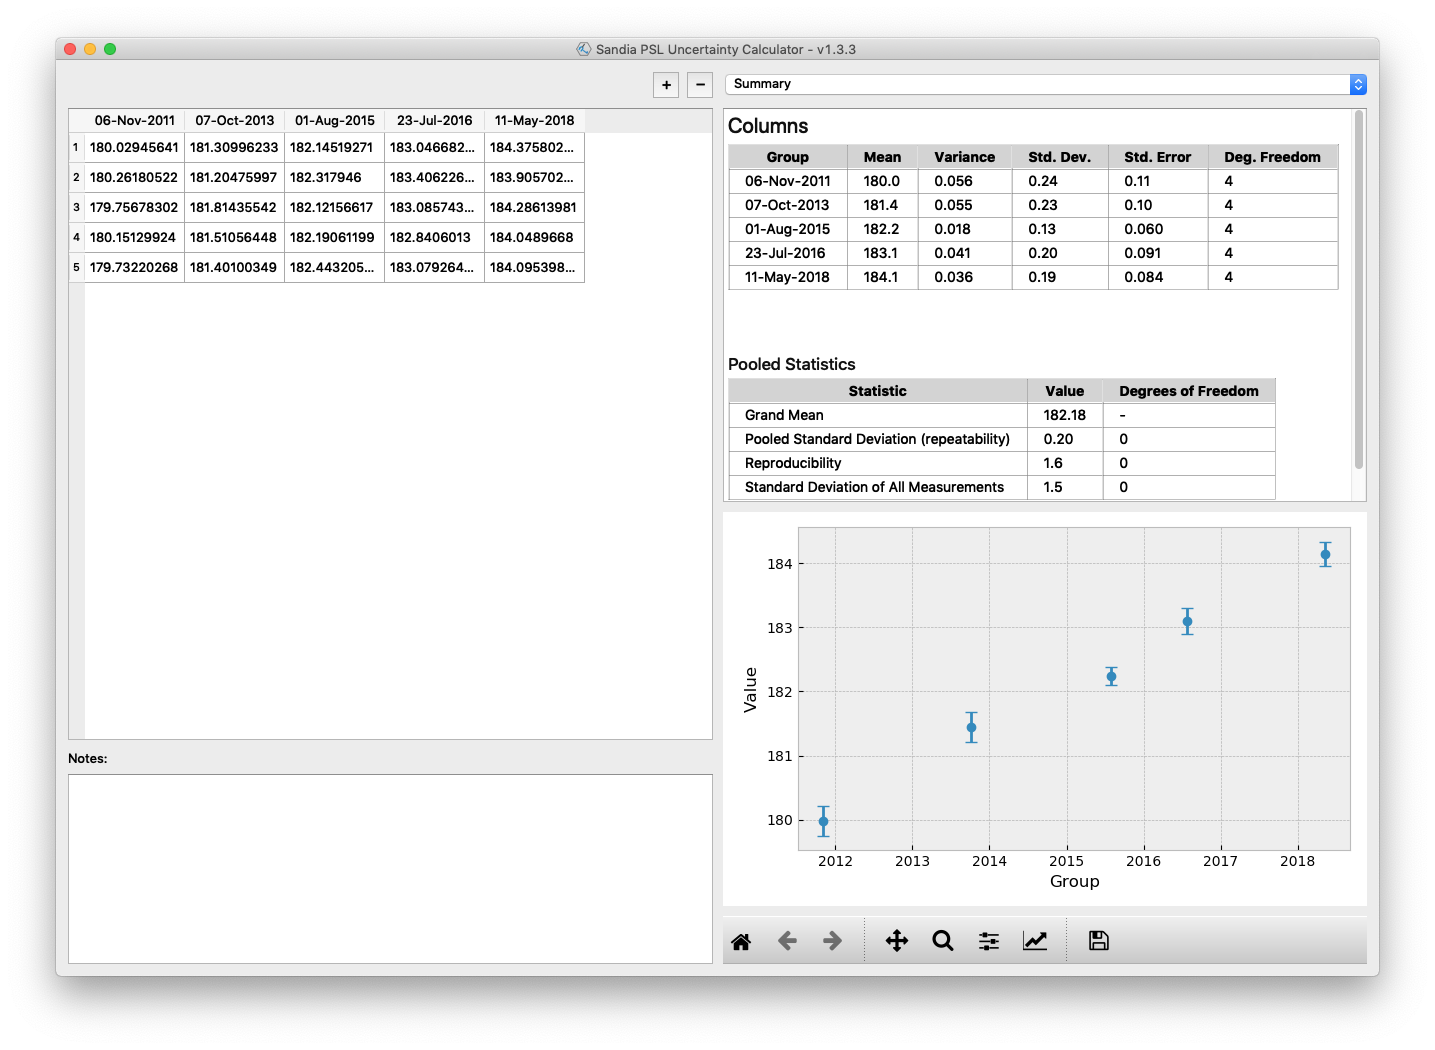 Sandia PSL Uncertainty Calculator - v1.3.3
+ −
Summary
06-Nov-2011 07-Oct-2013 01-Aug-2015 23-Jul-2016 11-May-2018
1 180.02945641 181.30996233 182.14519271 183.046682... 184.375802...
2 180.26180522 181.20475997 182.317946 183.406226... 183.905702...
3 179.75678302 181.81435542 182.12156617 183.085743... 184.28613981
4 180.15129924 181.51056448 182.19061199 182.8406013 184.0489668
5 179.73220268 181.40100349 182.443205... 183.079264... 184.095398...
Notes:
Columns
Group Mean Variance Std. Dev. Std. Error Deg. Freedom
06-Nov-2011 180.0 0.056 0.24 0.11 4
07-Oct-2013 181.4 0.055 0.23 0.10 4
01-Aug-2015 182.2 0.018 0.13 0.060 4
23-Jul-2016 183.1 0.041 0.20 0.091 4
11-May-2018 184.1 0.036 0.19 0.084 4
Pooled Statistics
Statistic Value Degrees of Freedom
Grand Mean 182.18 -
Pooled Standard Deviation (repeatability) 0.20 0
Reproducibility 1.6 0
Standard Deviation of All Measurements 1.5 0
184
183
182
181
180
Value
2012 2013 2014 2015 2016 2017 2018
Group